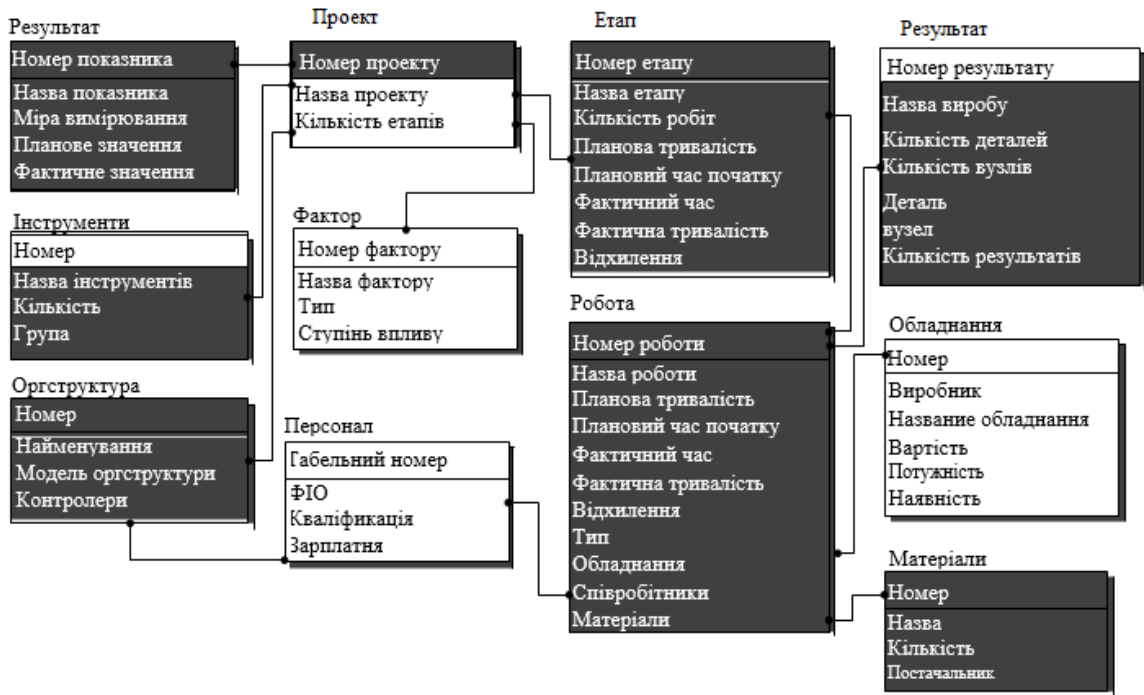 Результат
Номер показника
Назва показника
Міра вимірювання
Планове значення
Фактичне значення
Проект
Номер проекту
Назва проекту
Кількість етапів
Етап
Номер етапу
Назва етапу
Кількість робіт
Планова тривалість
Плановий час початку
Фактичний час
Фактична тривалість
Відхилення
Результат
Номер результату
Назва виробу
Кількість деталей
Кількість вузлів
Деталь
вузел
Кількість результатів
Інструменти
Номер
Назва інструментів
Кількість
Група
Фактор
Номер фактору
Назва фактору
Тип
Ступінь впливу
Робота
Номер роботи
Назва роботи
Планова тривалість
Плановий час початку
Фактичний час
Фактична тривалість
Відхилення
Тип
Обладнання
Співробітники
Матеріали
Обладнання
Номер
Виробник
Название обладнання
Вартість
Потужність
Наявність
Оргструктура
Номер
Найменування
Модель оргструктури
Контролери
Персонал
Табельний номер
ФІО
Кваліфикація
Зарплатня
Матеріали
Номер
Назва
Кількість
Постачальник